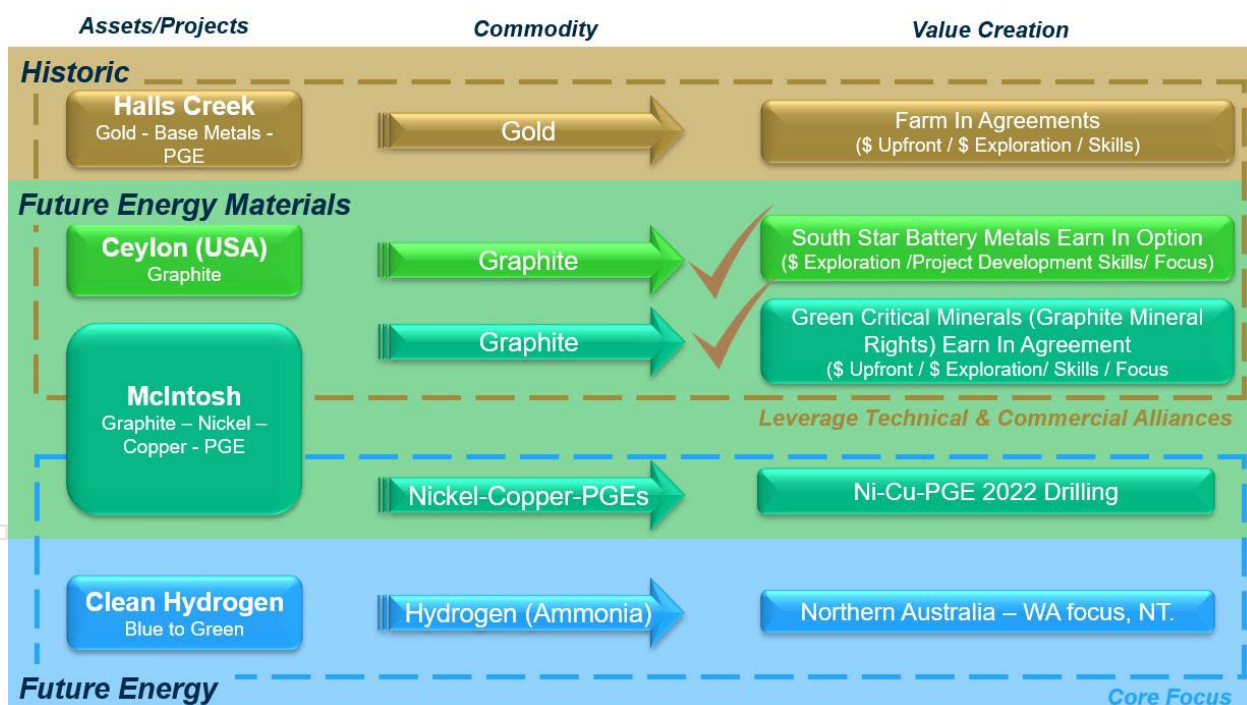 Assets/Projects
Commodity
Value Creation
Historic
Halls Creek
Gold - Base Metals -
PGE
Gold
Farm In Agreements
($ Upfront / $ Exploration / Skills)
Future Energy Materials
Ceylon (USA)
Graphite
Graphite
South Star Battery Metals Earn In Option
($ Exploration /Project Development Skills/ Focus)
McIntosh
Graphite – Nickel –
Copper - PGE
Graphite
Green Critical Minerals (Graphite Mineral
Rights) Earn In Agreement
($ Upfront / $ Exploration/ Skills / Focus
Leverage Technical & Commercial Alliances
Nickel-Copper-PGEs
Ni-Cu-PGE 2022 Drilling
Clean Hydrogen
Blue to Green
Hydrogen (Ammonia)
Northern Australia – WA focus, NT.
Future Energy
Core Focus